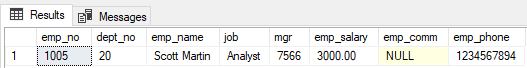 Results Messages
emp_no dept_no emp_name job mgr emp_salary emp_comm emp_phone
1 1005 20 Scott Martin Analyst 7566 3000.00 NULL 1234567894